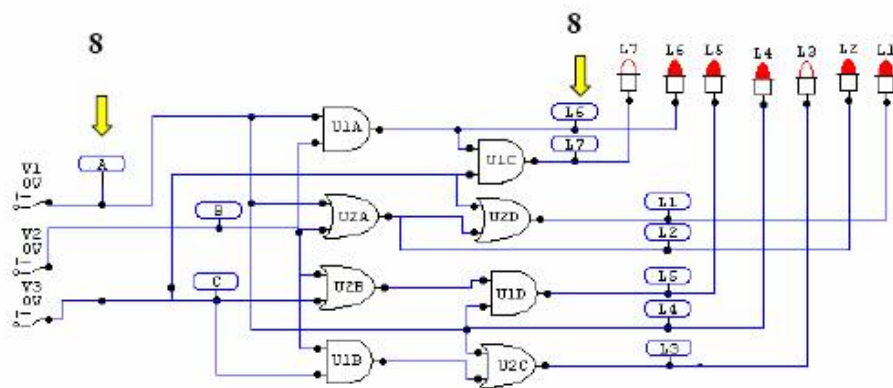 8
8
L7 L6 L5 L4 L3 L2 L1
U1A
L6
L7
U1C
V1
0V
A
B
U2A
U2D
L1
L2
V2
0V
V3
0V
C
U2B
U1D
L5
L4
L3
U1B
U2C